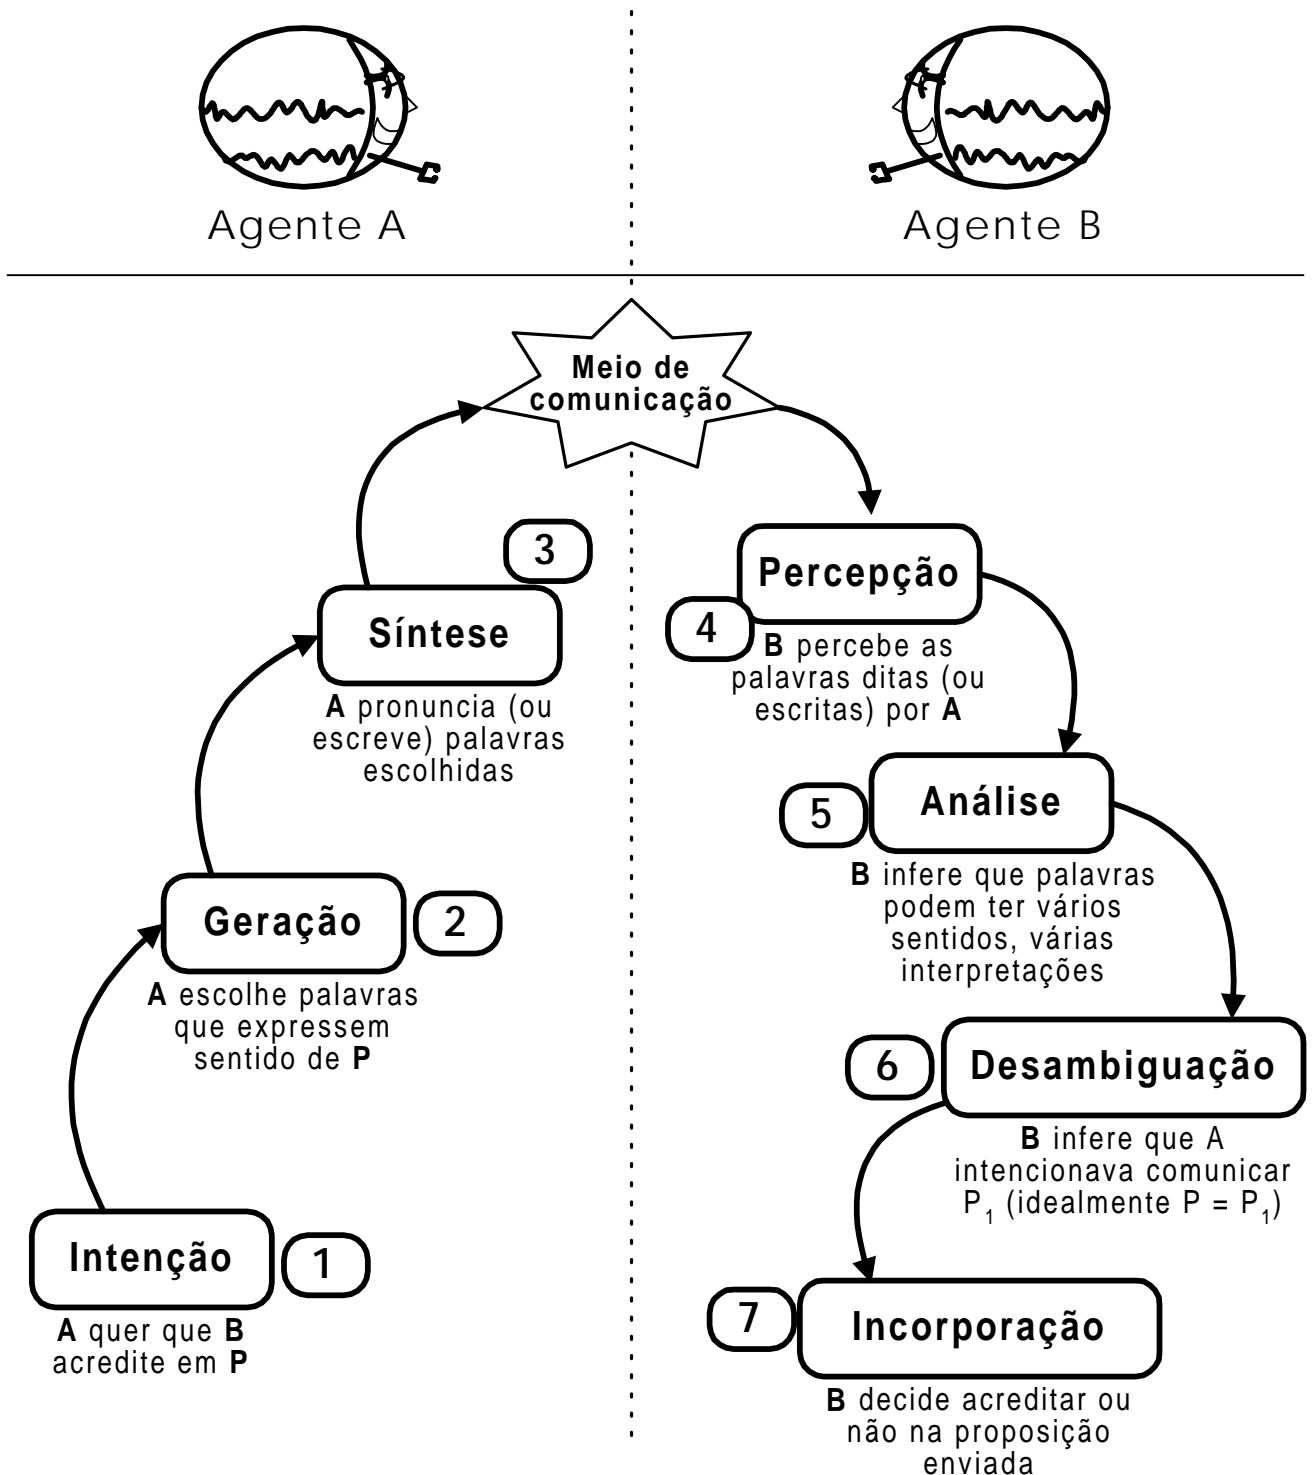 Agente A
Agente B
Meio de
comunicação
3
Síntese
A pronuncia (ou
escreve) palavras
escolhidas
Geração
2
A escolhe palavras
que expressem
sentido de P
Intenção
1
A quer que B
acredite em P
Percepção
4
B percebe as
palavras ditas (ou
escritas) por A
Análise
5
B infere que palavras
podem ter vários
sentidos, várias
interpretações
6
Desambiguação
B infere que A
intencionava comunicar
P₁ (idealmente P = P₁)
7
Incorporação
B decide acreditar ou
não na proposição
enviada